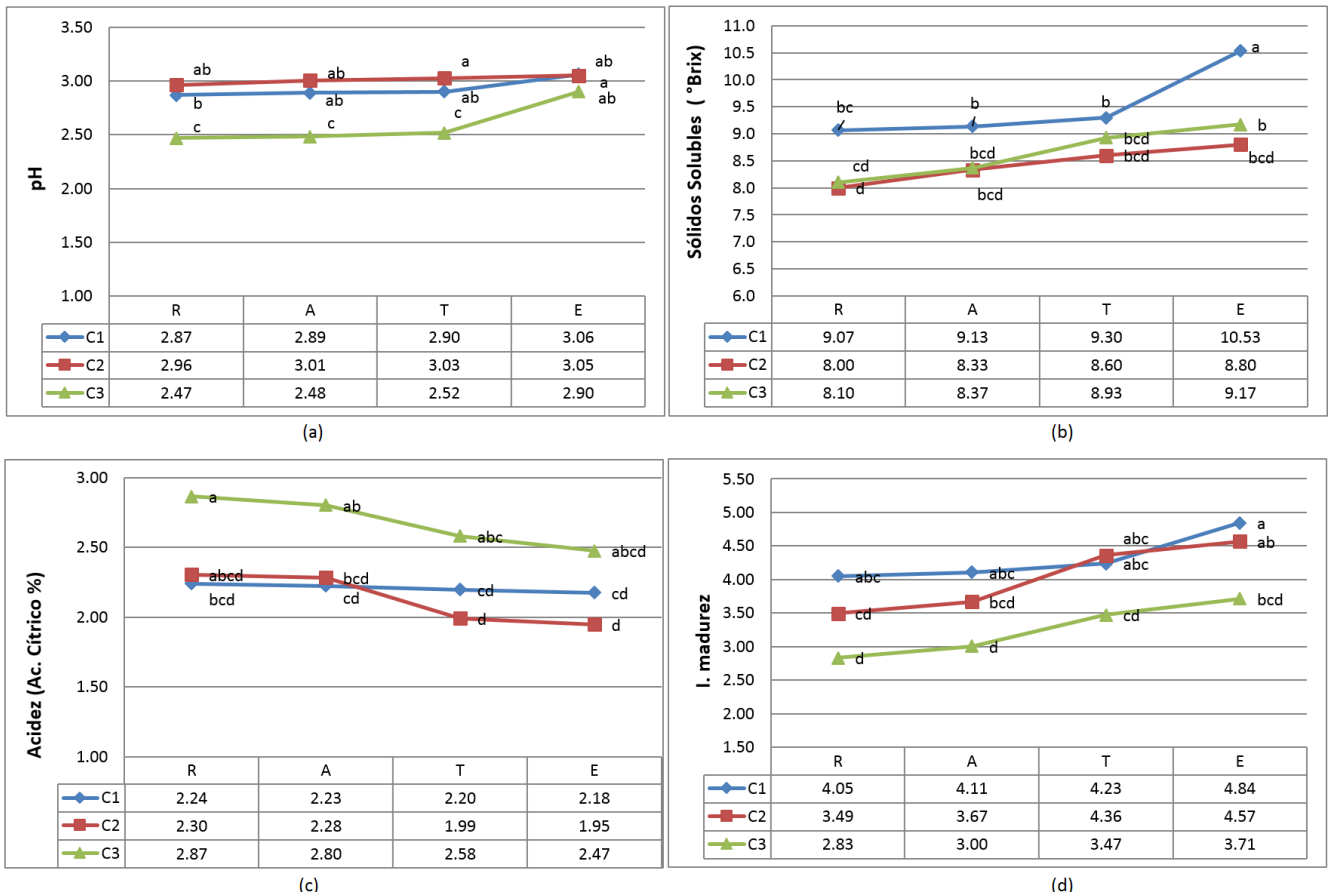 pH
3.50
3.00
2.50
2.00
1.50
1.00
ab ab a ab
b ab ab a
ab
c c c
R A T E
C1 2.87 2.89 2.90 3.06
C2 2.96 3.01 3.03 3.05
C3 2.47 2.48 2.52 2.90
(a)
Sólidos Solubles ( °Brix)
11.0
10.5
10.0
9.5
9.0
8.5
8.0
7.5
7.0
6.5
6.0
bc b b a
cd bcd bcd b
d bcd bcd bcd
R A T E
C1 9.07 9.13 9.30 10.53
C2 8.00 8.33 8.60 8.80
C3 8.10 8.37 8.93 9.17
(b)
Acidez (Ac. Cítrico %)
3.00
2.50
2.00
1.50
1.00
a ab abc abcd
abcd bcd cd cd
bcd cd d d
R A T E
C1 2.24 2.23 2.20 2.18
C2 2.30 2.28 1.99 1.95
C3 2.87 2.80 2.58 2.47
(c)
I. madurez
5.50
5.00
4.50
4.00
3.50
3.00
2.50
2.00
1.50
abc abc abc a
cd bcd abc ab
d d cd bcd
R A T E
C1 4.05 4.11 4.23 4.84
C2 3.49 3.67 4.36 4.57
C3 2.83 3.00 3.47 3.71
(d)